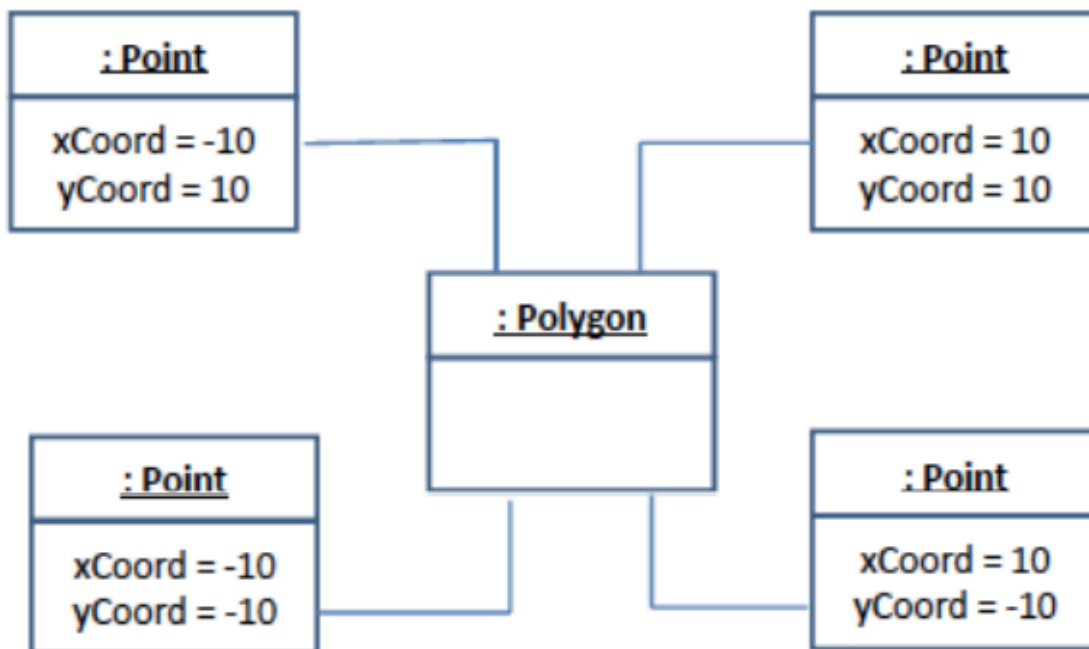 : Point
xCoord = -10
yCoord = 10
: Point
xCoord = 10
yCoord = 10
: Polygon
: Point
xCoord = -10
yCoord = -10
: Point
xCoord = 10
yCoord = -10